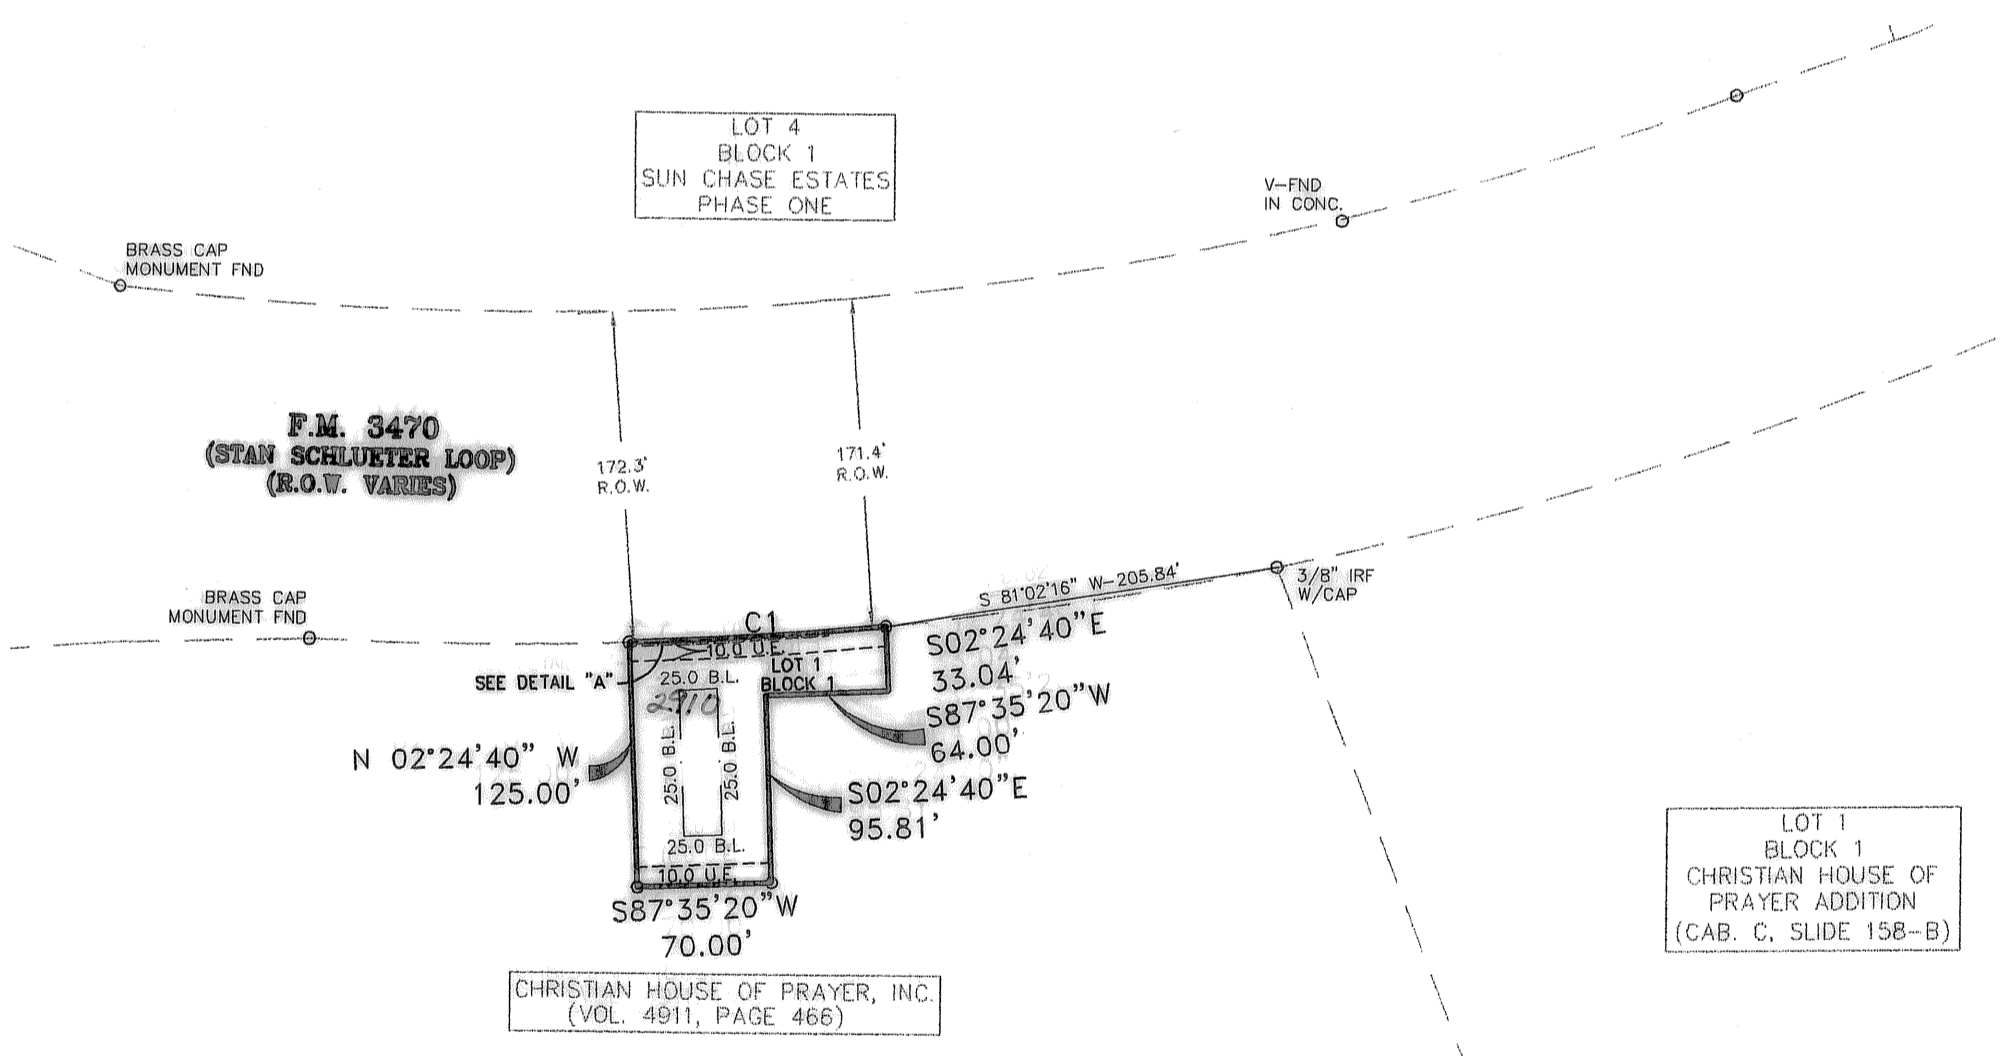 LOT 4
BLOCK 1
SUN CHASE ESTATES
PHASE ONE
V-FND
IN CONC.
BRASS CAP
MONUMENT FND
F.M. 3470
(STAN SCHLUETER LOOP)
(R.O.W. VARIES)
172.3'
R.O.W.
171.4'
R.O.W.
BRASS CAP
MONUMENT FND
S 81°02'16" W-205.84'
3/8" IRF
W/CAP
C1
10.0 U.E.
LOT 1
BLOCK 1
SEE DETAIL "A"
25.0 B.L.
2910
25.0 B.L.
25.0 B.L.
25.0 B.L.
10.0 U.E.
S02°24'40"E
33.04'
S87°35'20"W
64.00'
N 02°24'40" W
125.00'
S02°24'40"E
95.81'
S87°35'20"W
70.00'
LOT 1
BLOCK 1
CHRISTIAN HOUSE OF
PRAYER ADDITION
(CAB. C, SLIDE 158-B)
CHRISTIAN HOUSE OF PRAYER, INC.
(VOL. 4911, PAGE 466)